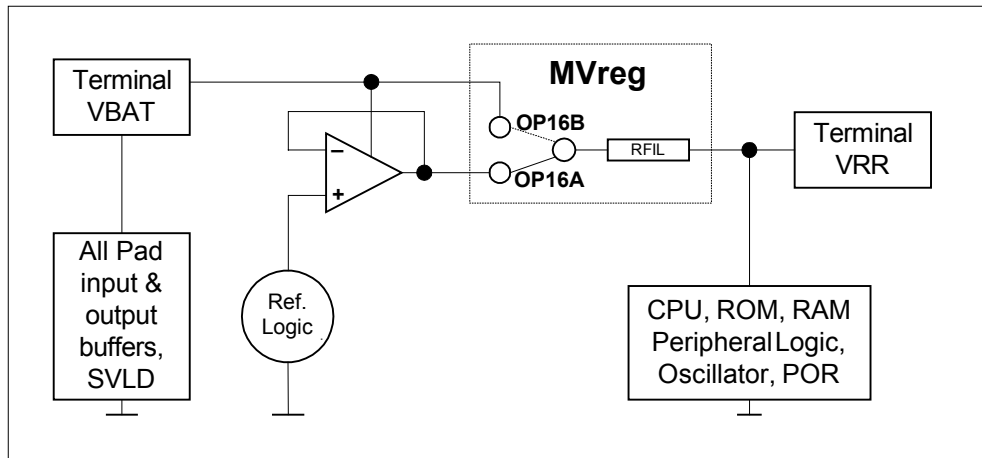 Terminal
VBAT
MVreg
OP16B
RFIL
OP16A
Terminal
VRR
−
+
Ref.
Logic
All Pad
input &
output
buffers,
SVLD
CPU, ROM, RAM
Peripheral Logic,
Oscillator, POR